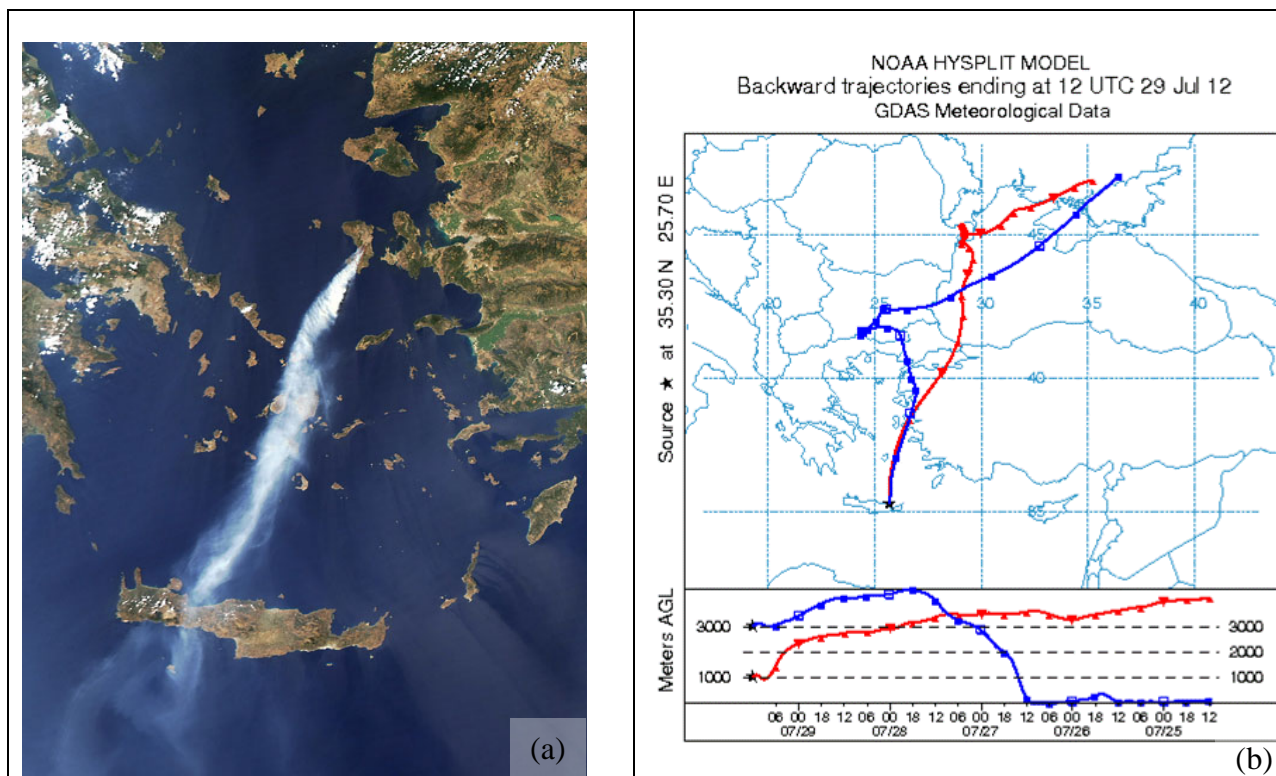 (a)
NOAA HYSPLIT MODEL
Backward trajectories ending at 12 UTC 29 Jul 12
GDAS Meteorological Data
Source ★ at 35.30 N 25.70 E
20 25 30 35 40
45
40
35
Meters AGL
3000 3000
2000 2000
1000 1000
06 00 18 12 06 00 18 12 06 00 18 12 06 00 18 12 06 00 18 12
07/29 07/28 07/27 07/26 07/25
(b)